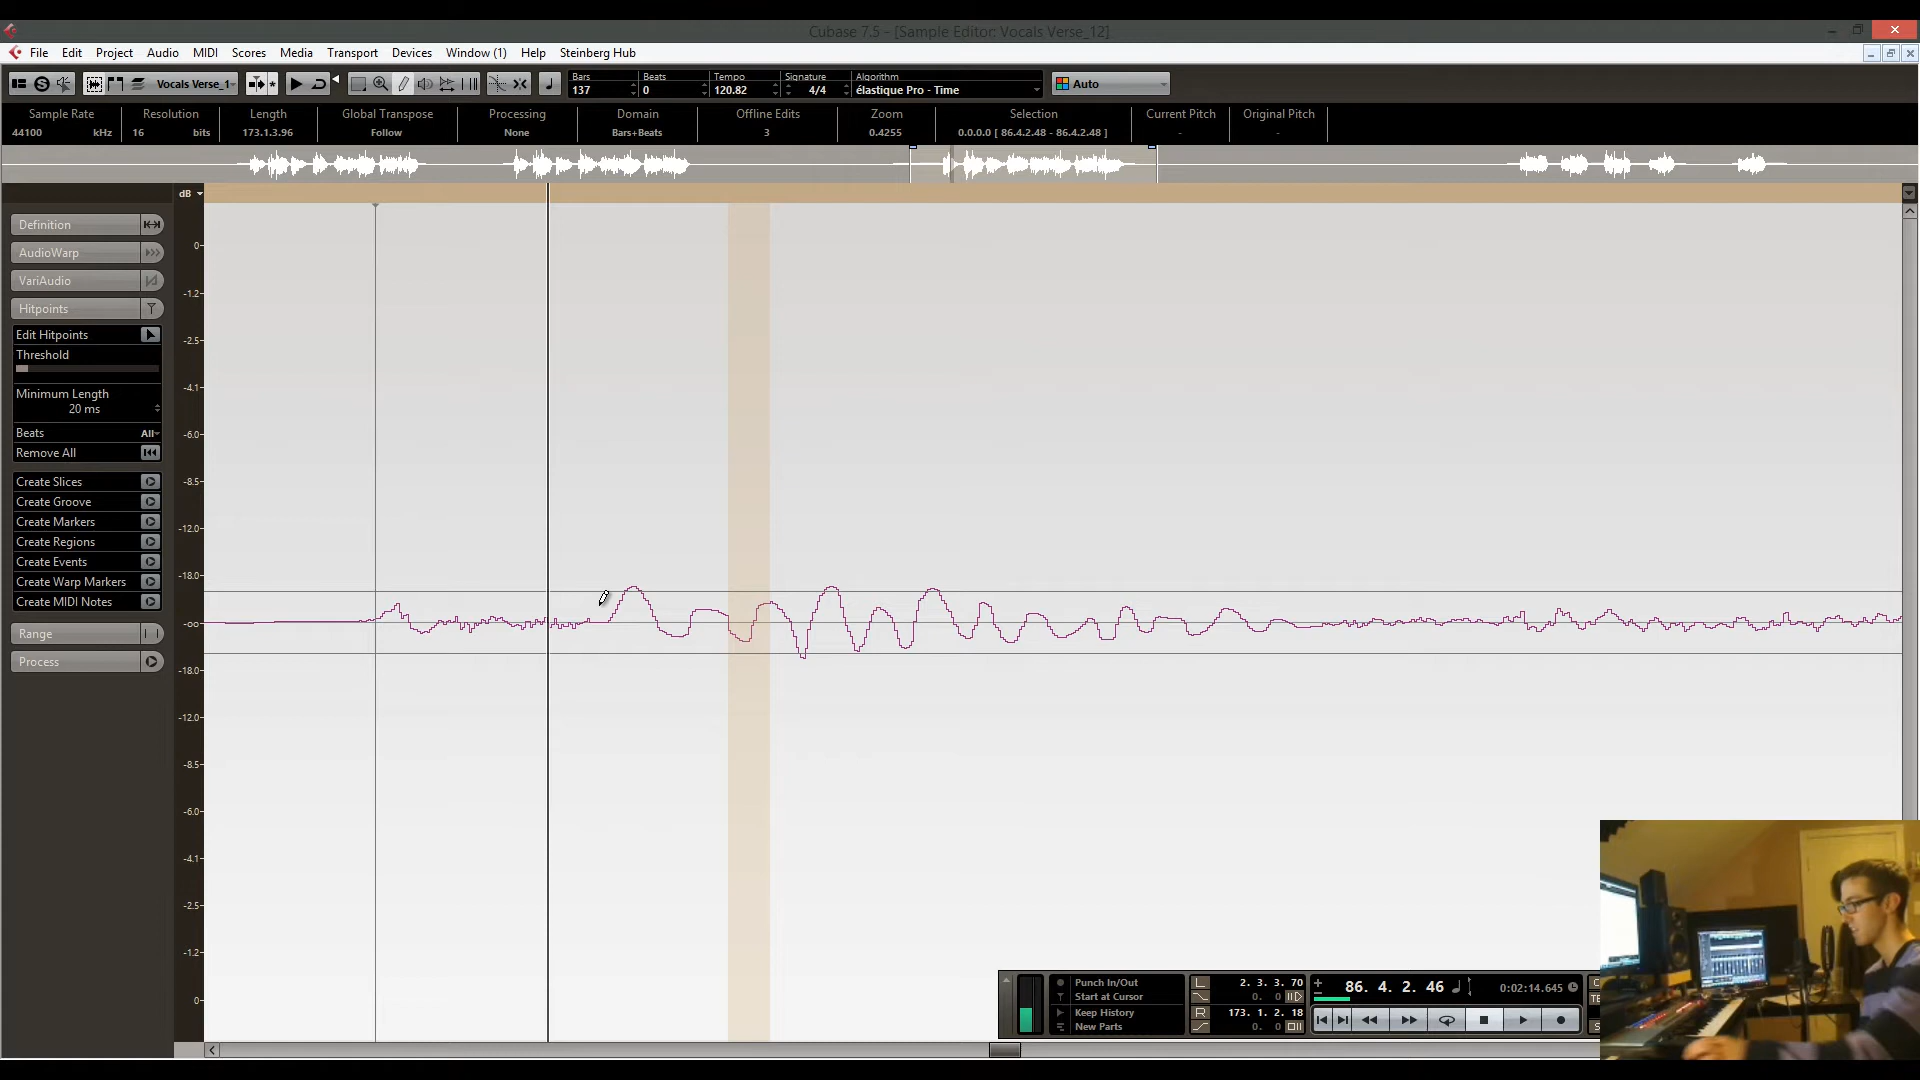 Cubase 7.5 - [Sample Editor: Vocals Verse_12]
File Edit Project Audio MIDI Scores Media Transport Devices Window (1) Help Steinberg Hub
Vocals Verse_1
Bars Beats Tempo Signature Algorithm
137 0 120.82 4/4 élastique Pro - Time
Auto
Sample Rate Resolution Length Global Transpose Processing Domain Offline Edits Zoom Selection Current Pitch Original Pitch
44100 kHz 16 bits 173.1.3.96 Follow None Bars+Beats 3 0.4255 0.0.0.0 [ 86.4.2.48 - 86.4.2.48 ] - -
dB
Definition
AudioWarp
VariAudio
Hitpoints
Edit Hitpoints
Threshold
Minimum Length
20 ms
Beats All
Remove All
Create Slices
Create Groove
Create Markers
Create Regions
Create Events
Create Warp Markers
Create MIDI Notes
Range
Process
0
-1.2
-2.5
-4.1
-6.0
-8.5
-12.0
-18.0
-oo
-18.0
-12.0
-8.5
-6.0
-4.1
-2.5
-1.2
0
Punch In/Out
Start at Cursor
Keep History
New Parts
L 2. 3. 3. 70
0. 0
R 173. 1. 2. 18
0. 0
86. 4. 2. 46
0:02:14.645